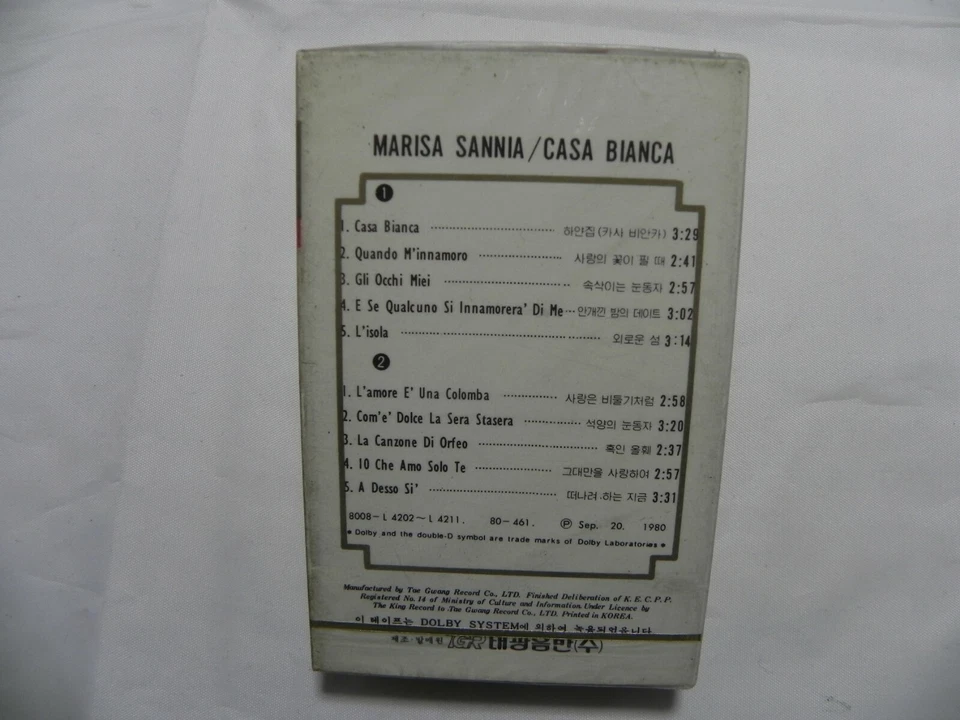 MARISA SANNIA/CASA BIANCA
1
1. Casa Bianca 하얀집 (카사 비안카) 3:29
2. Quando M'innamoro 사랑의 꽃이 필 때 2:41
3. Gli Occhi Miei 속삭이는 눈동자 2:57
4. E Se Qualcuno Si Innamorera' Di Me 안개낀 밤의 데이트 3:02
5. L'isola 외로운 섬 3:14
2
1. L'amore E' Una Colomba 사랑은 비둘기처럼 2:58
2. Com'e' Dolce La Sera Stasera 석양의 눈동자 3:20
3. La Canzone Di Orfeo 흑인 올훼 2:37
4. IO Che Amo Solo Te 그대만을 사랑하여 2:57
5. A Desso Si' 떠나려 하는 지금 3:31
8008-L 4202~L 4211. 80-461. Ⓟ Sep. 20. 1980
* Dolby and the double-D symbol are trade marks of Dolby Laboratories *
Manufactured by Tae Gwang Record Co., LTD. Finished Deliberation of K. E. C. P. P.
Registered No. 14 of Ministry of Culture and Information. Under Licence by
The King Record to Tae Gwang Record Co., LTD. Printed in KOREA.
이 테이프는 DOLBY SYSTEM에 의하여 녹음되었읍니다
제조·발매원 TGR 태광음반(주)